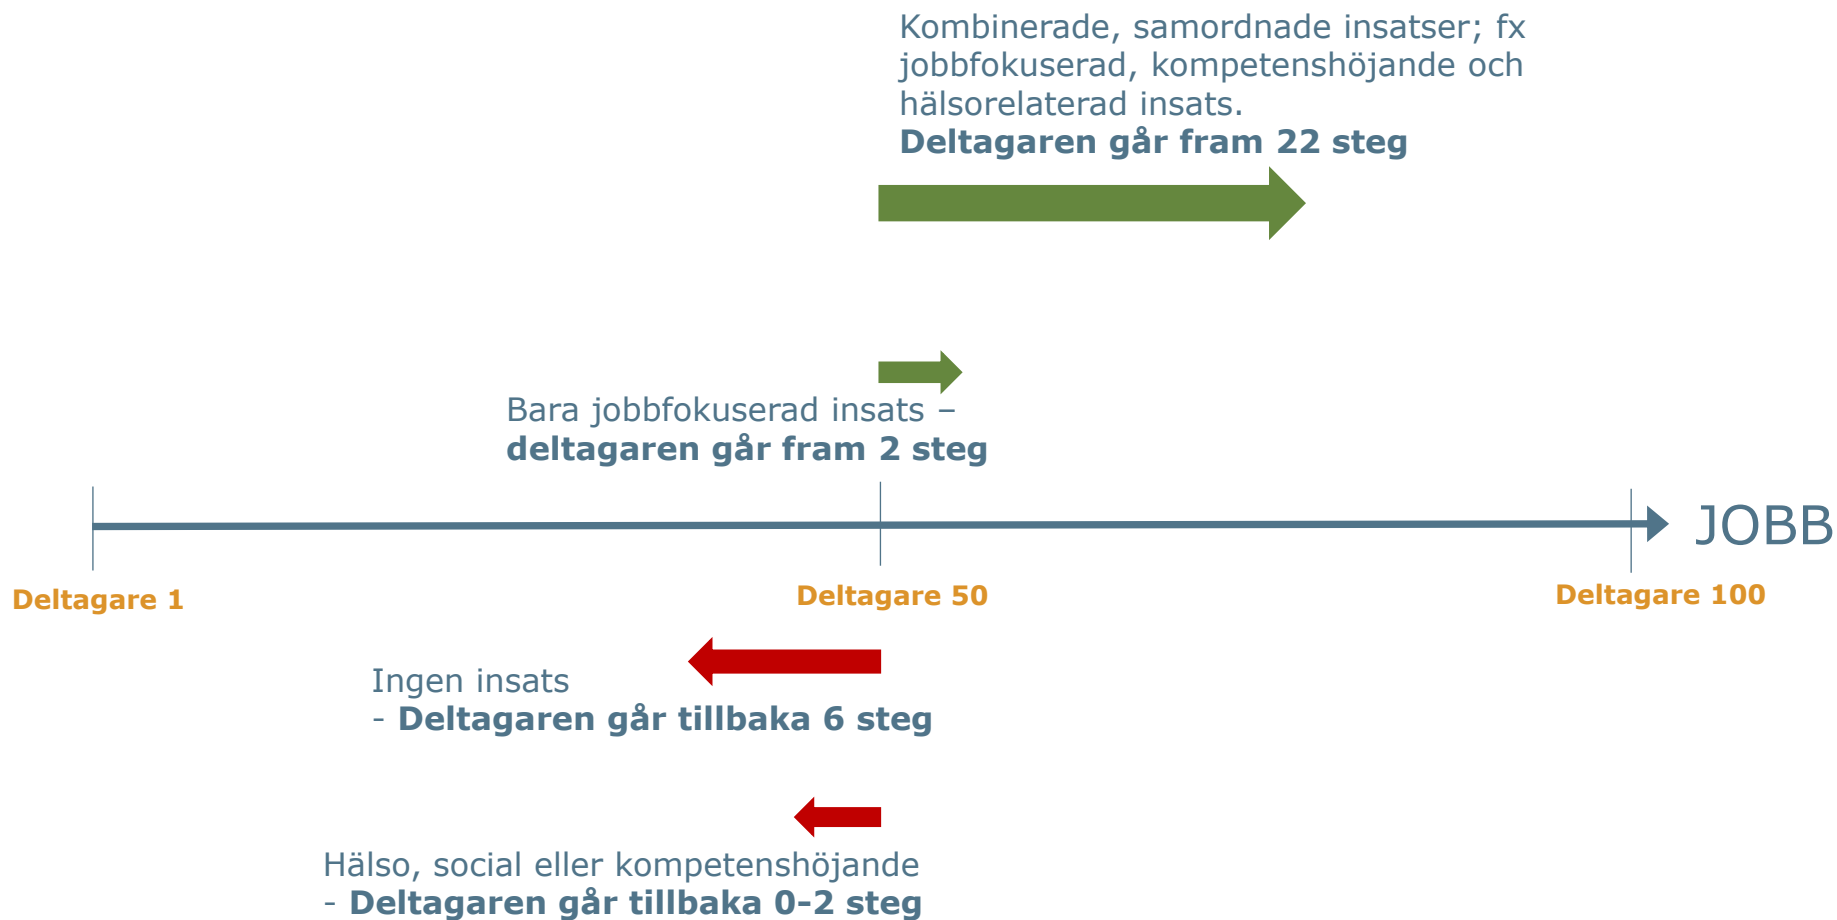 Kombinerade, samordnade insatser; fx
jobbfokuserad, kompetenshöjande och
hälsorelaterad insats.
Deltagaren går fram 22 steg
Bara jobbfokuserad insats –
deltagaren går fram 2 steg
JOBB
Deltagare 1
Deltagare 50
Deltagare 100
Ingen insats
- Deltagaren går tillbaka 6 steg
Hälso, social eller kompetenshöjande
- Deltagaren går tillbaka 0-2 steg